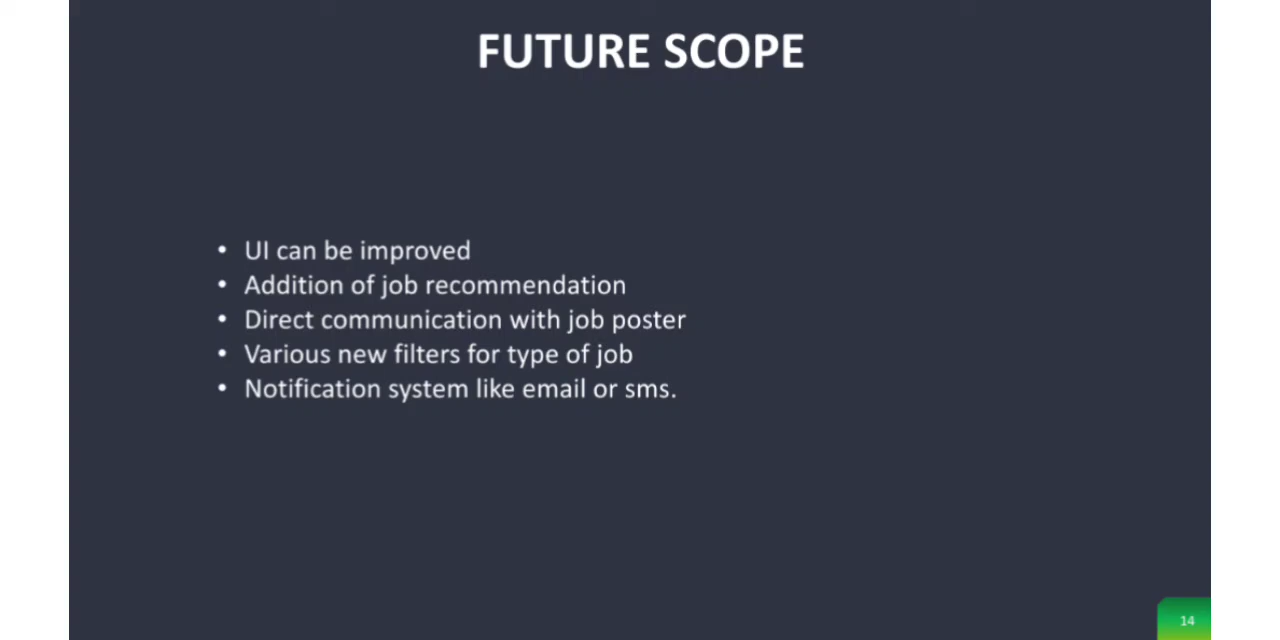 FUTURE SCOPE
• UI can be improved
• Addition of job recommendation
• Direct communication with job poster
• Various new filters for type of job
• Notification system like email or sms.
14